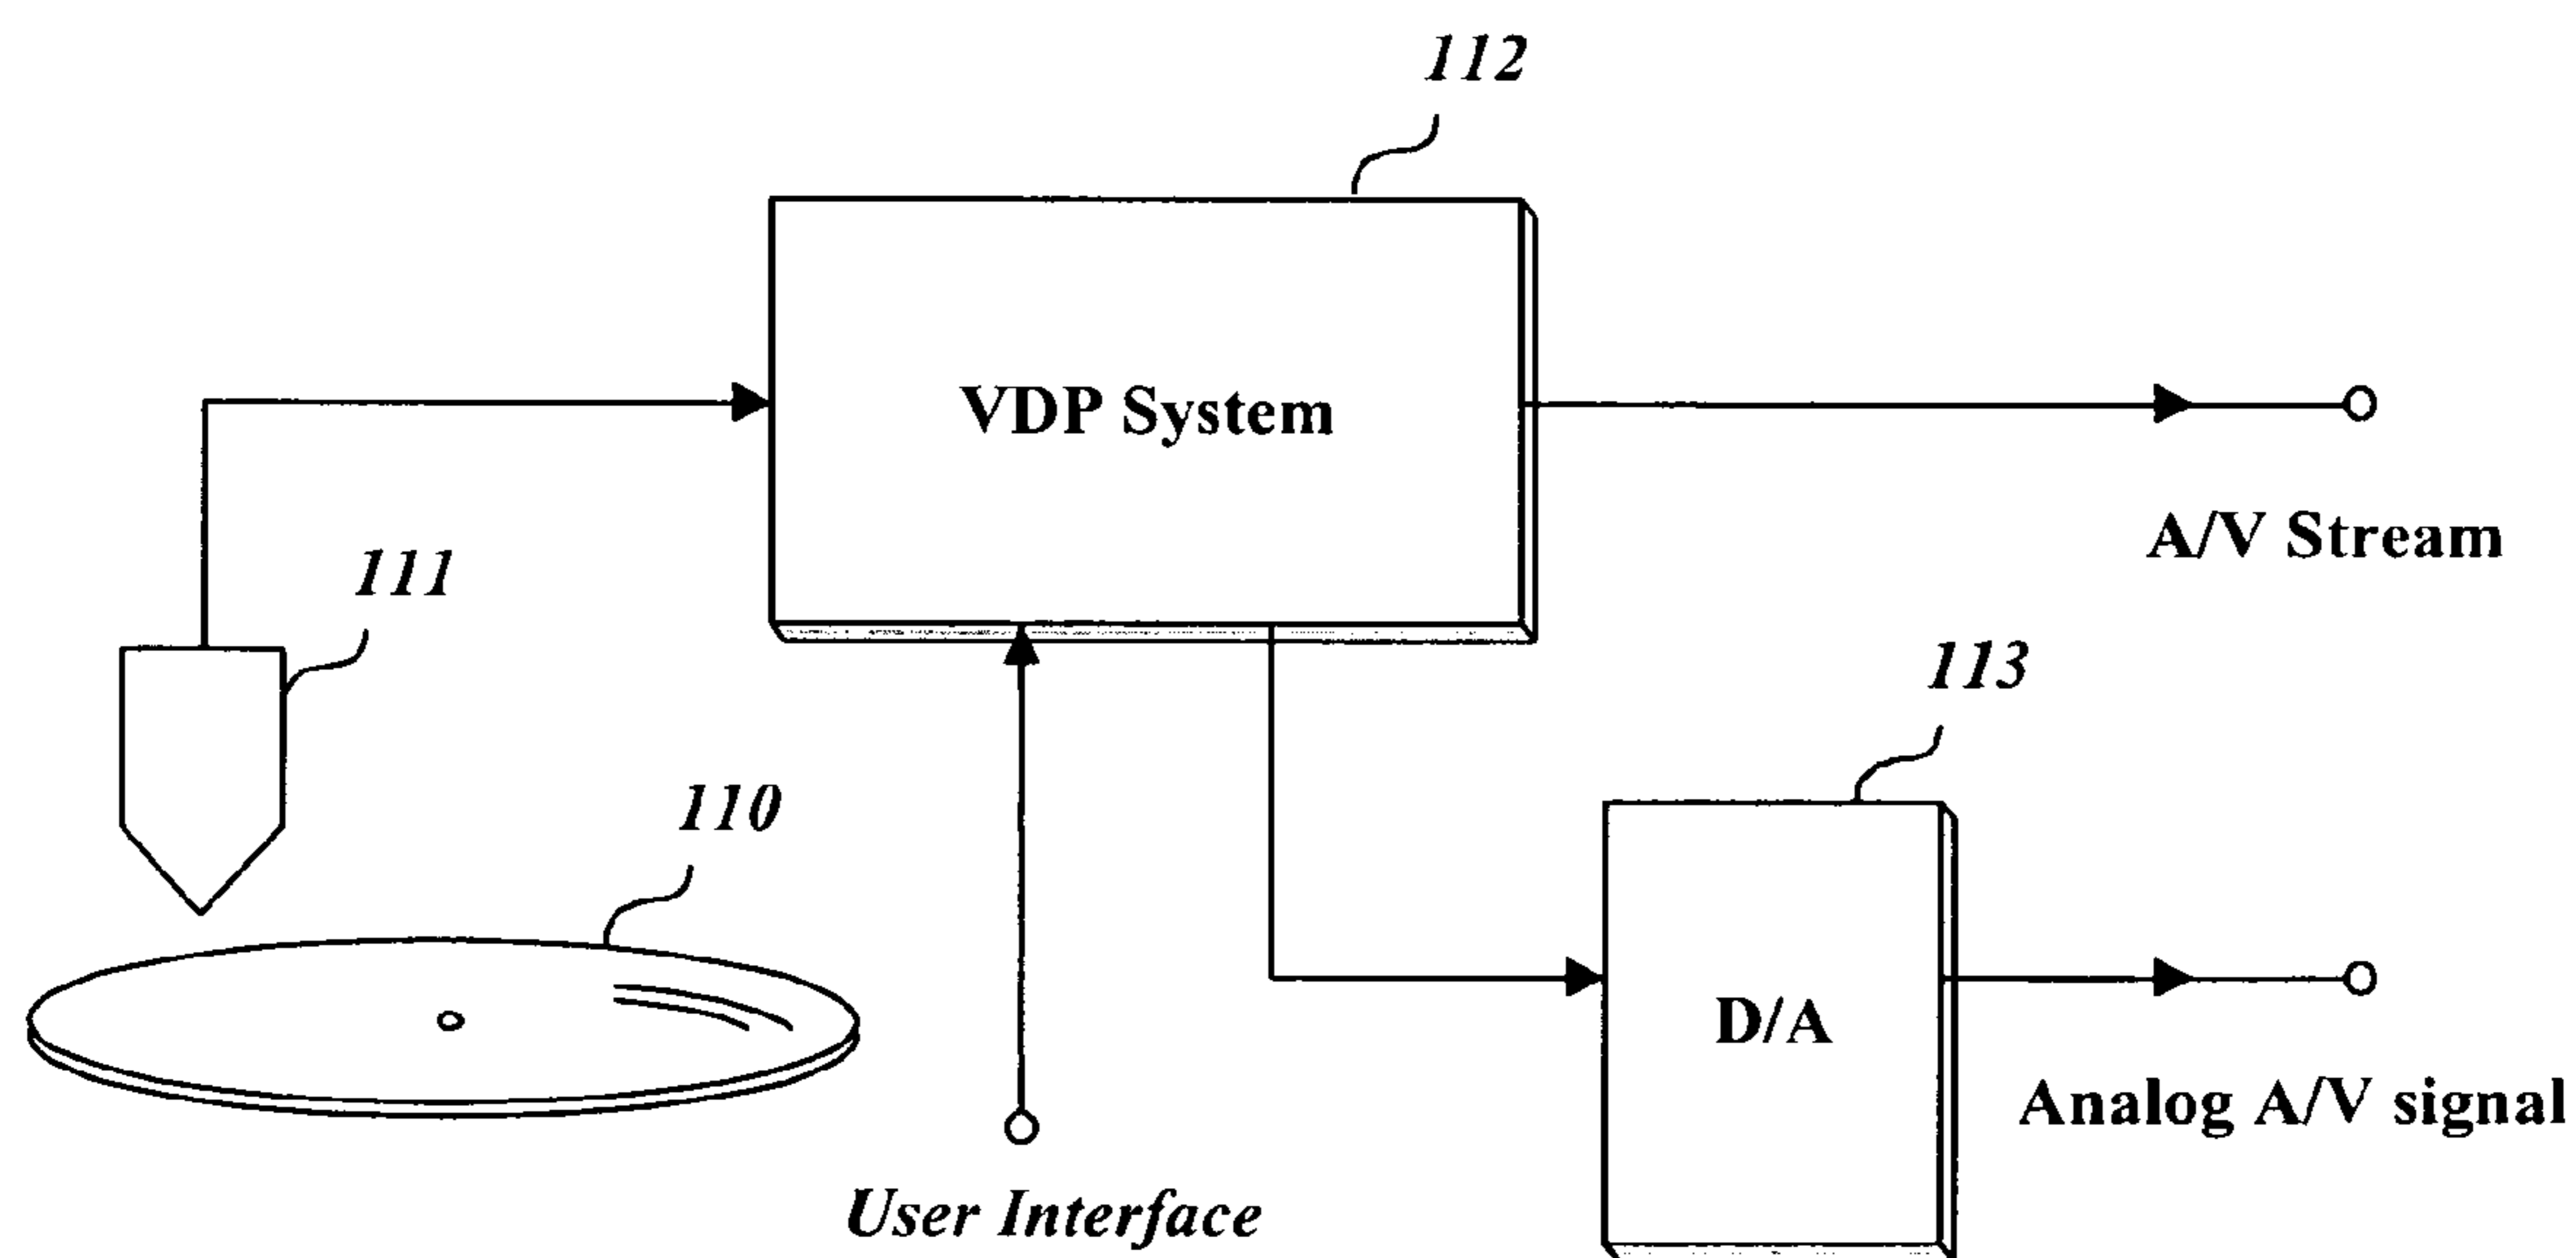 112
VDP System
A/V Stream
111
113
110
D/A
Analog A/V signal
User Interface